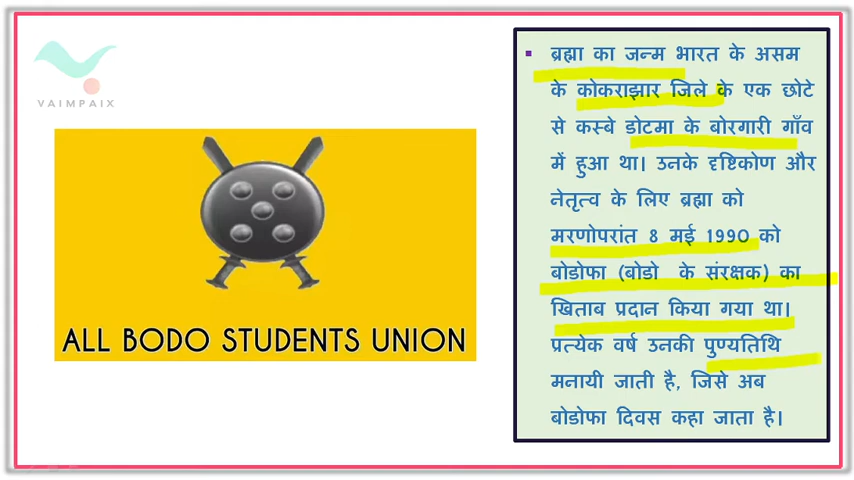 VAIMPAIX
ALL BODO STUDENTS UNION
ब्रह्मा का जन्म भारत के असम
के कोकराझार जिले के एक छोटे
से कस्बे डोटमा के बोरगारी गाँव
में हुआ था। उनके दृष्टिकोण और
नेतृत्व के लिए ब्रह्मा को
मरणोपरांत 8 मई 1990 को
बोडोफा (बोडो के संरक्षक) का
खिताब प्रदान किया गया था।
प्रत्येक वर्ष उनकी पुण्यतिथि
मनायी जाती है, जिसे अब
बोडोफा दिवस कहा जाता है।